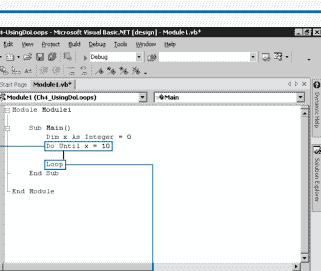 4-UsingDoLoops - Microsoft Visual Basic.NET [design] - Module1.vb*
Edit View Project Build Debug Tools Window Help
Debug
Start Page Module1.vb*
Module1 (Ch4_UsingDoLoops) Main
Module Module1
Sub Main()
Dim x As Integer = 0
Do Until x = 10
Loop
End Sub
End Module
Dynamic Help
Solution Explorer